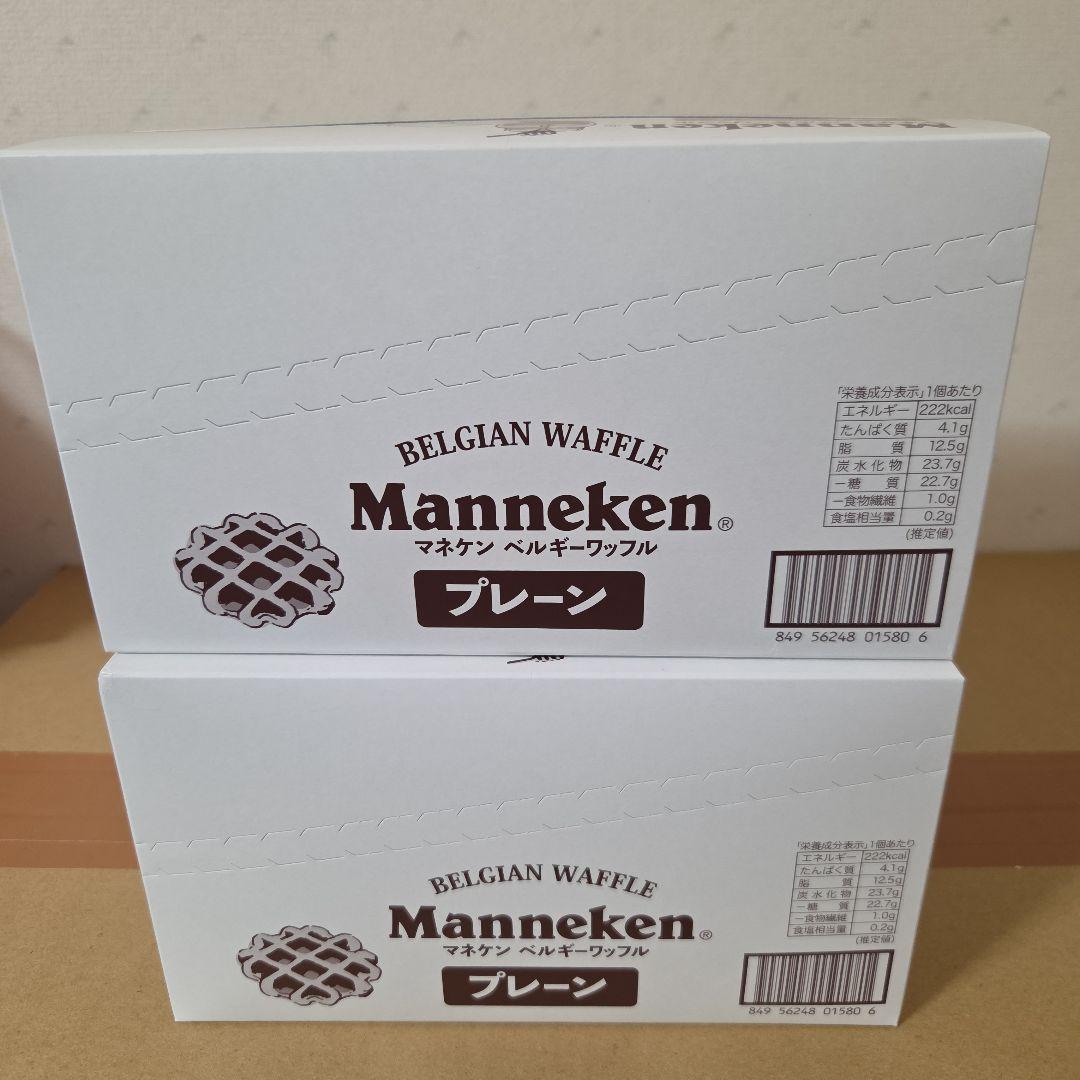 Manneken
BELGIAN WAFFLE
Manneken®
マネケン ベルギーワッフル
プレーン
「栄養成分表示」1個あたり
エネルギー 222kcal
たんぱく質 4.1g
脂質 12.5g
炭水化物 23.7g
−糖質 22.7g
−食物繊維 1.0g
食塩相当量 0.2g
(推定値)
849 56248 01580 6
BELGIAN WAFFLE
Manneken®
マネケン ベルギーワッフル
プレーン
「栄養成分表示」1個あたり
エネルギー 222kcal
たんぱく質 4.1g
脂質 12.5g
炭水化物 23.7g
−糖質 22.7g
−食物繊維 1.0g
食塩相当量 0.2g
(推定値)
849 56248 01580 6